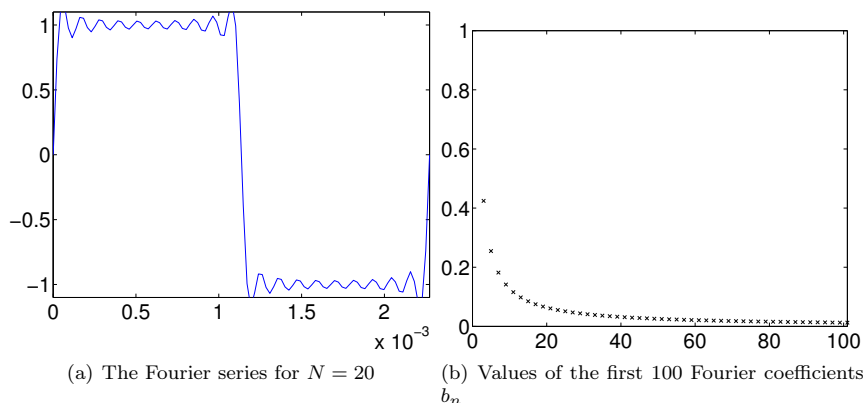 1
0.5
0
−0.5
−1
0 0.5 1 1.5 2
x 10⁻³
(a) The Fourier series for N = 20
1
0.8
0.6
0.4
0.2
0
0 20 40 60 80 100
(b) Values of the first 100 Fourier coefficients
bₙ